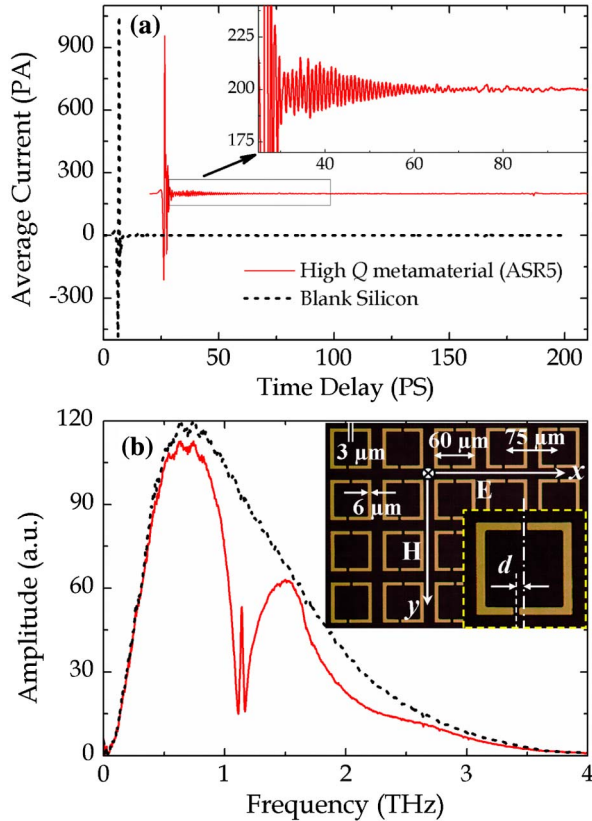 (a)
Average Current (PA)
900
600
300
0
-300
225
200
175
170
40
60
80
High Q metamaterial (ASR5)
Blank Silicon
0
50
100
150
200
Time Delay (PS)
(b)
Amplitude (a.u.)
120
90
60
30
0
3 μm
60 μm
75 μm
x
E
6 μm
H
d
y
0
1
2
3
4
Frequency (THz)